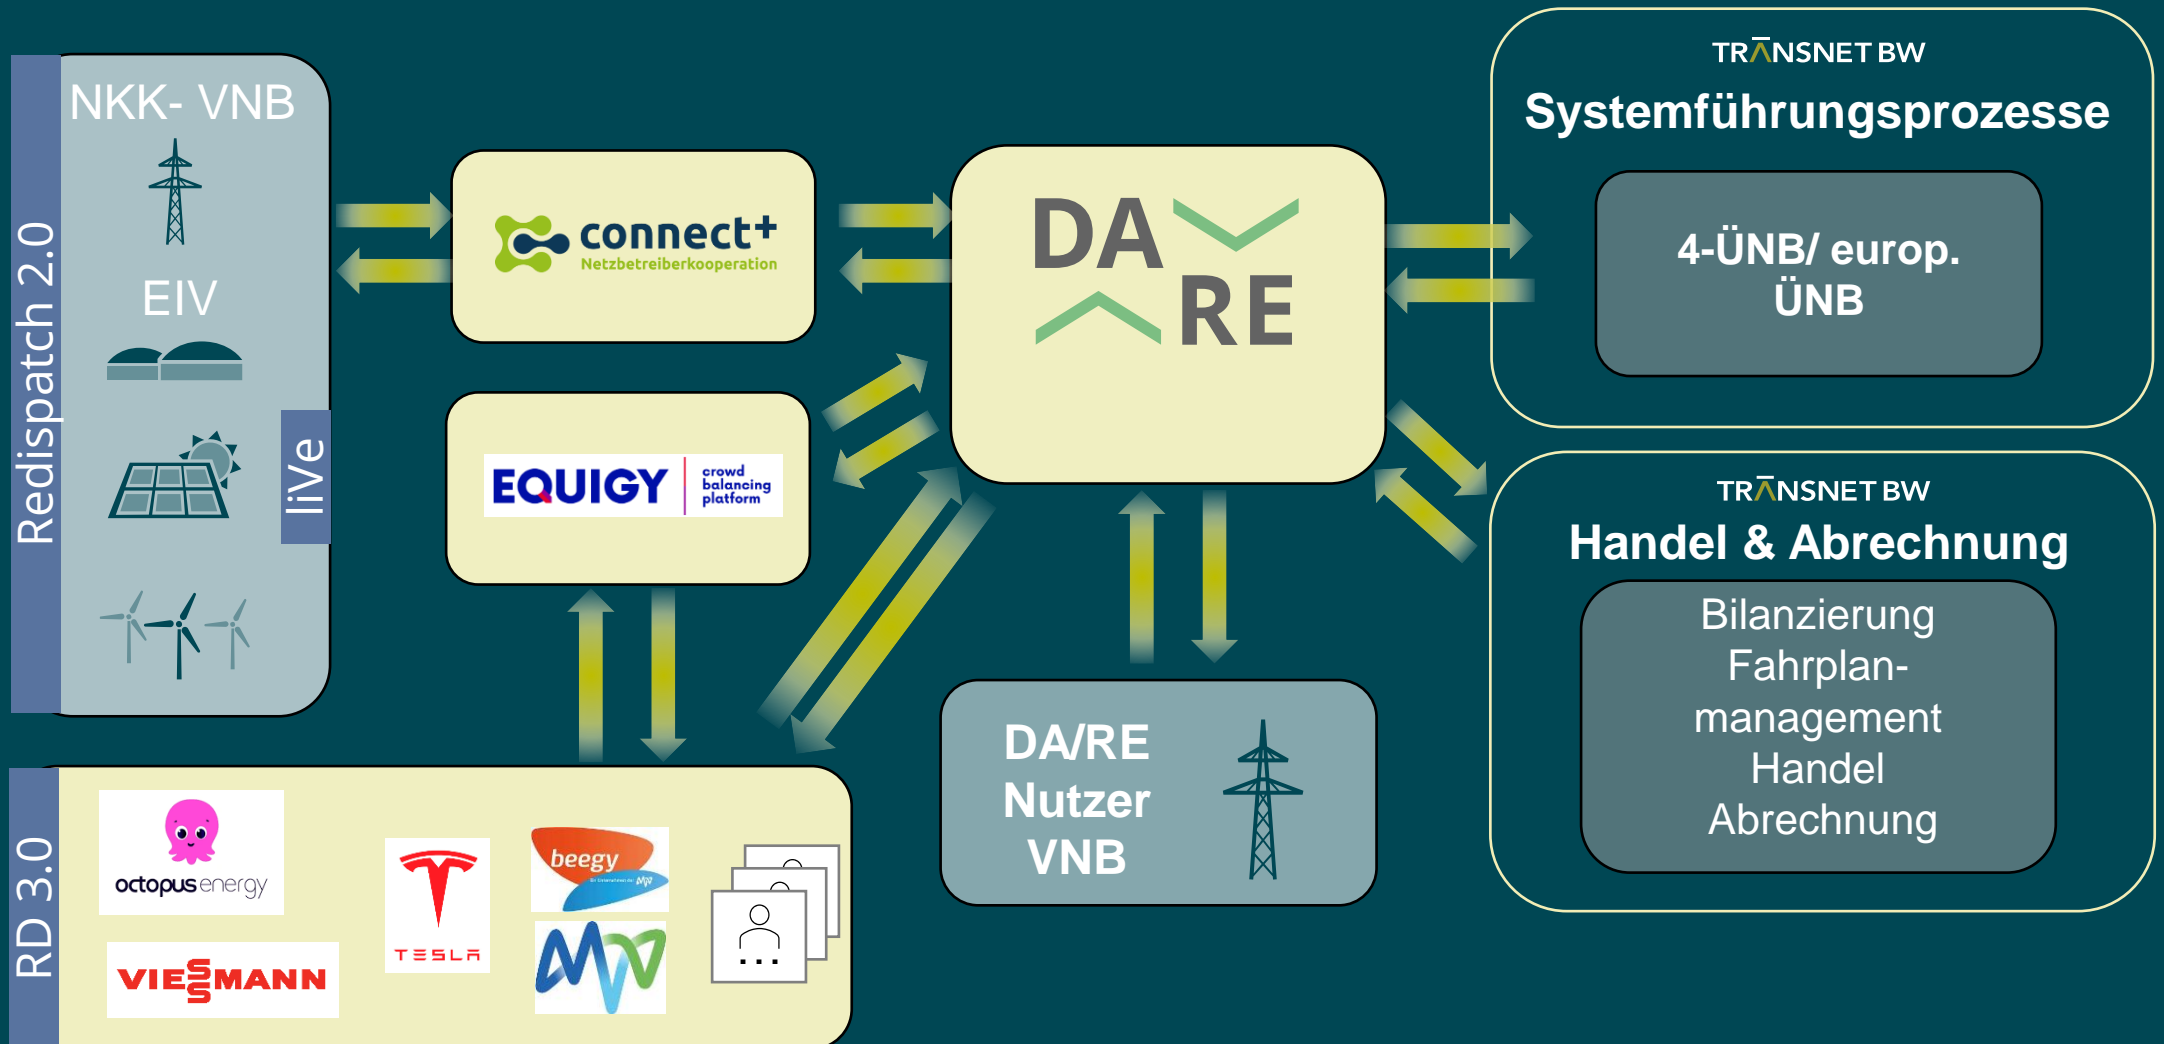 Redispatch 2.0
NKK- VNB
EIV
liVe
connect+
Netzbetreiberkooperation
EQUIGY
crowd
balancing
platform
DA
RE
TRANSNET BW
Systemführungsprozesse
4-ÜNB/ europ.
ÜNB
TRANSNET BW
Handel & Abrechnung
Bilanzierung
Fahrplan-
management
Handel
Abrechnung
DA/RE
Nutzer
VNB
RD 3.0
octopus energy
VIESSMANN
TESLA
beegy
MVV
...